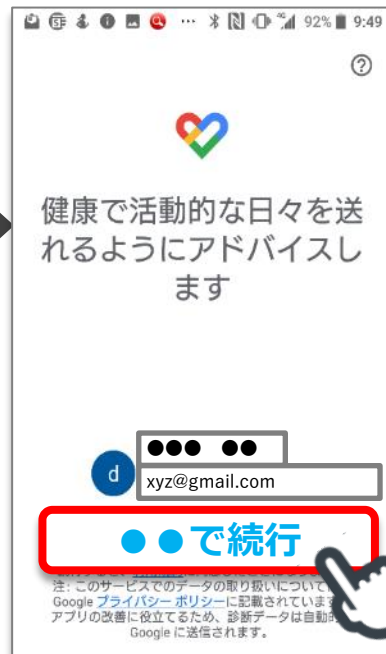 92% 9:49
健康で活動的な日々を送
れるようにアドバイスし
ます
●●● ●●
d
xyz@gmail.com
●●で続行
注: このサービスでのデータの取り扱いについて
Google プライバシー ポリシーに記載されています
アプリの改善に役立てるため、診断データは自動
Google に送信されます。